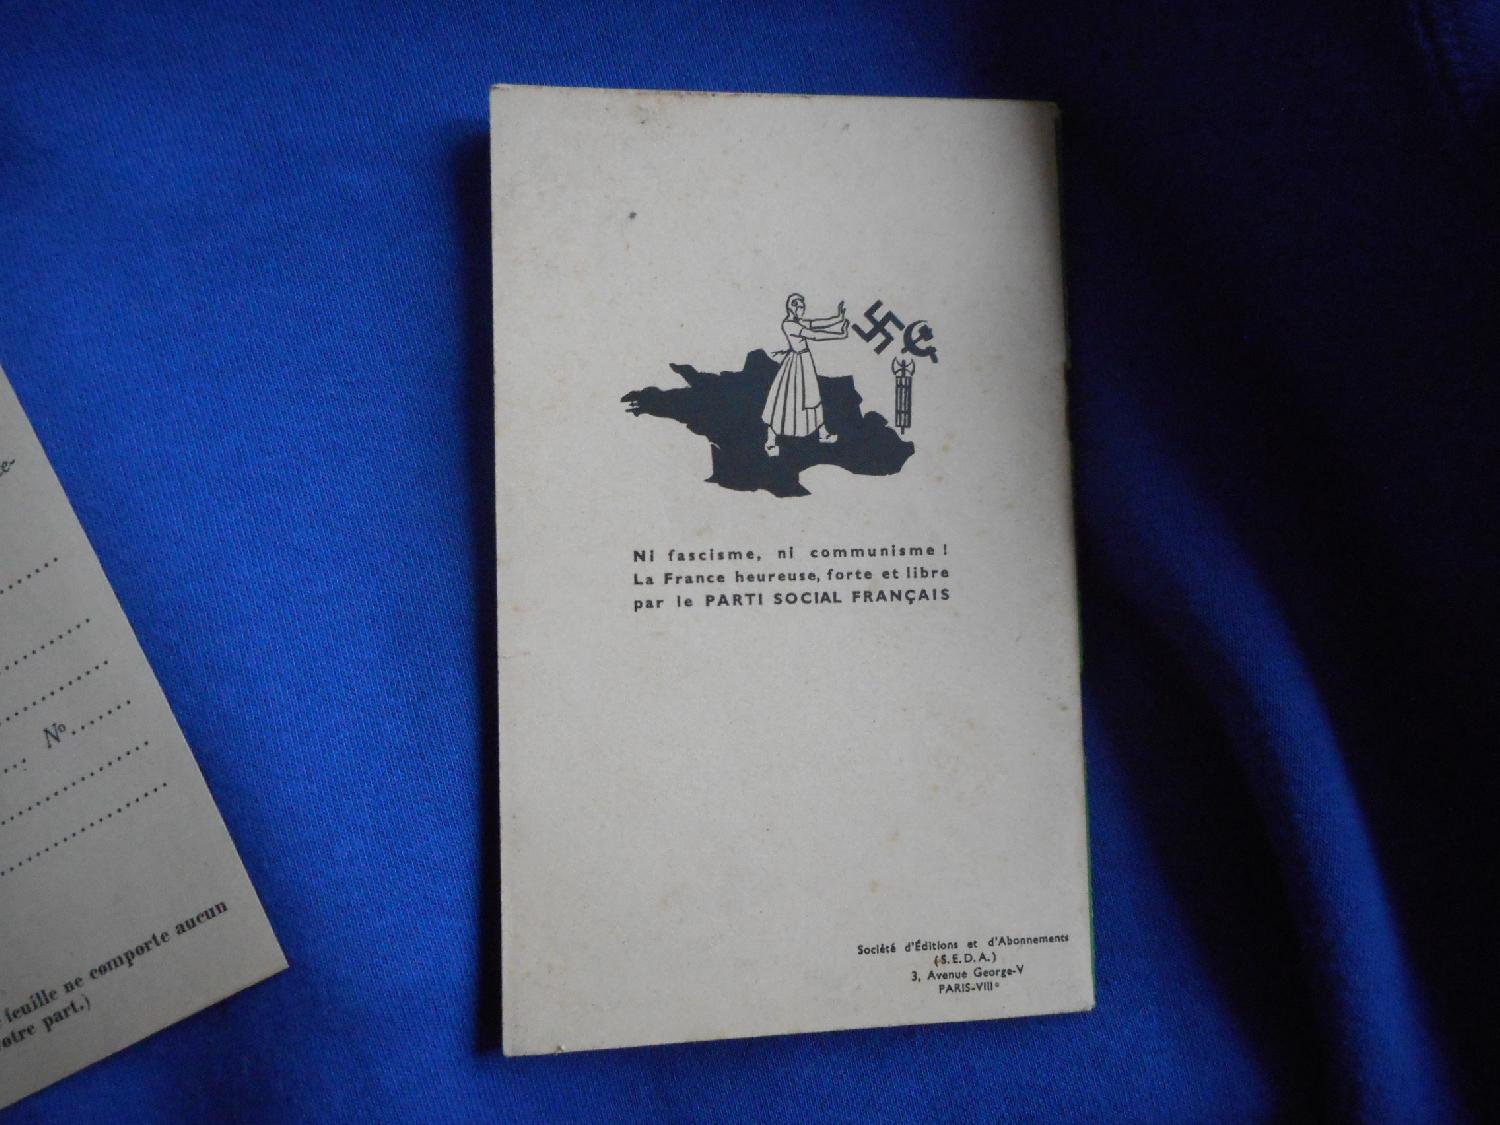 Ni fascisme, ni communisme !
La France heureuse, forte et libre
par le PARTI SOCIAL FRANÇAIS
Société d'Éditions et d'Abonnements
(S.E.D.A.)
3, Avenue George-V
PARIS-VIIIe
Nº
feuille ne comporte aucun
part.)